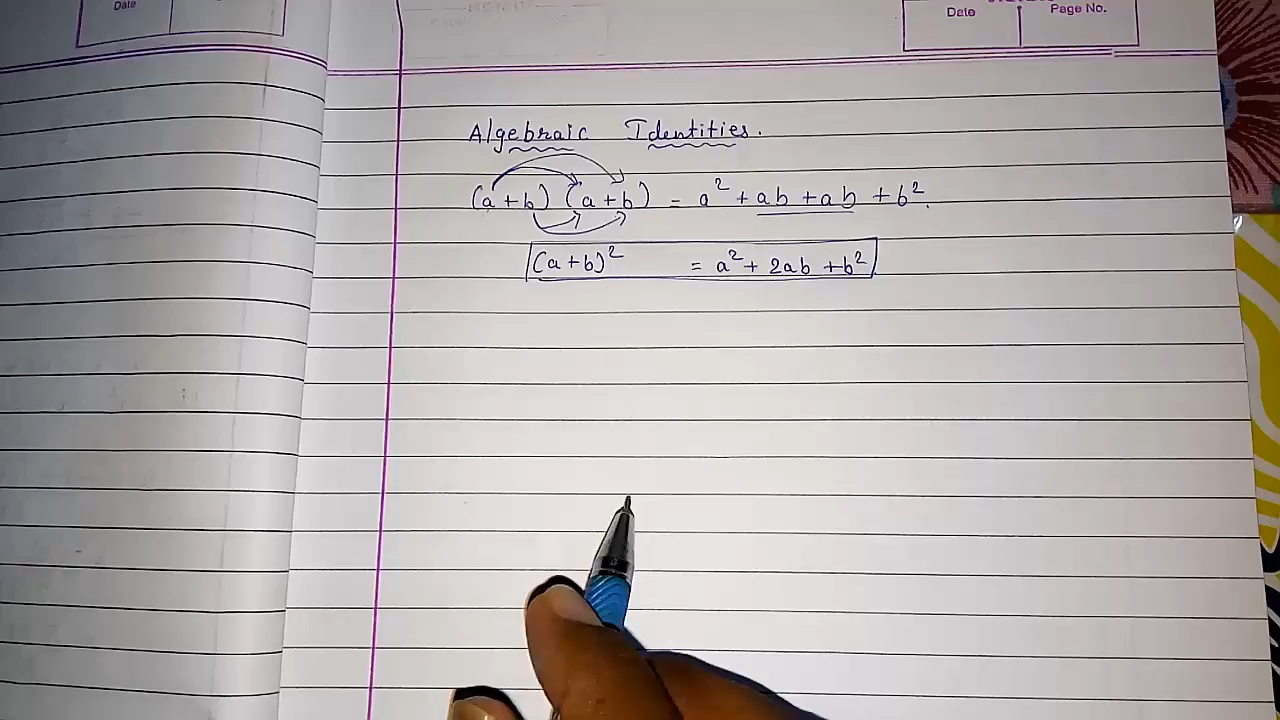 Date
Date Page No.
Algebraic Identities.
(a+b) (a+b) = a² + ab + ab + b².
(a+b)² = a² + 2ab + b²